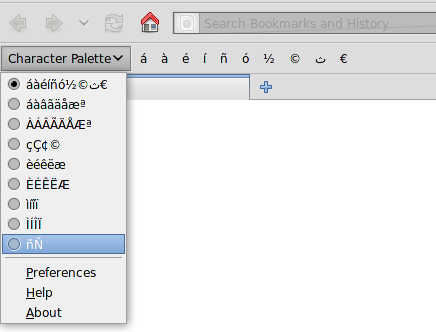 Search Bookmarks and History
Character Palette á à é í ñ ó ½ © ث €
áàéíñó½©ث€
áàâãäåæª
ÀÁÂÃÄÅÆª
çÇ¢©
èéêëæ
ÈÉÊËÆ
ìíîï
ÌÍÎÏ
ñÑ
Preferences
Help
About